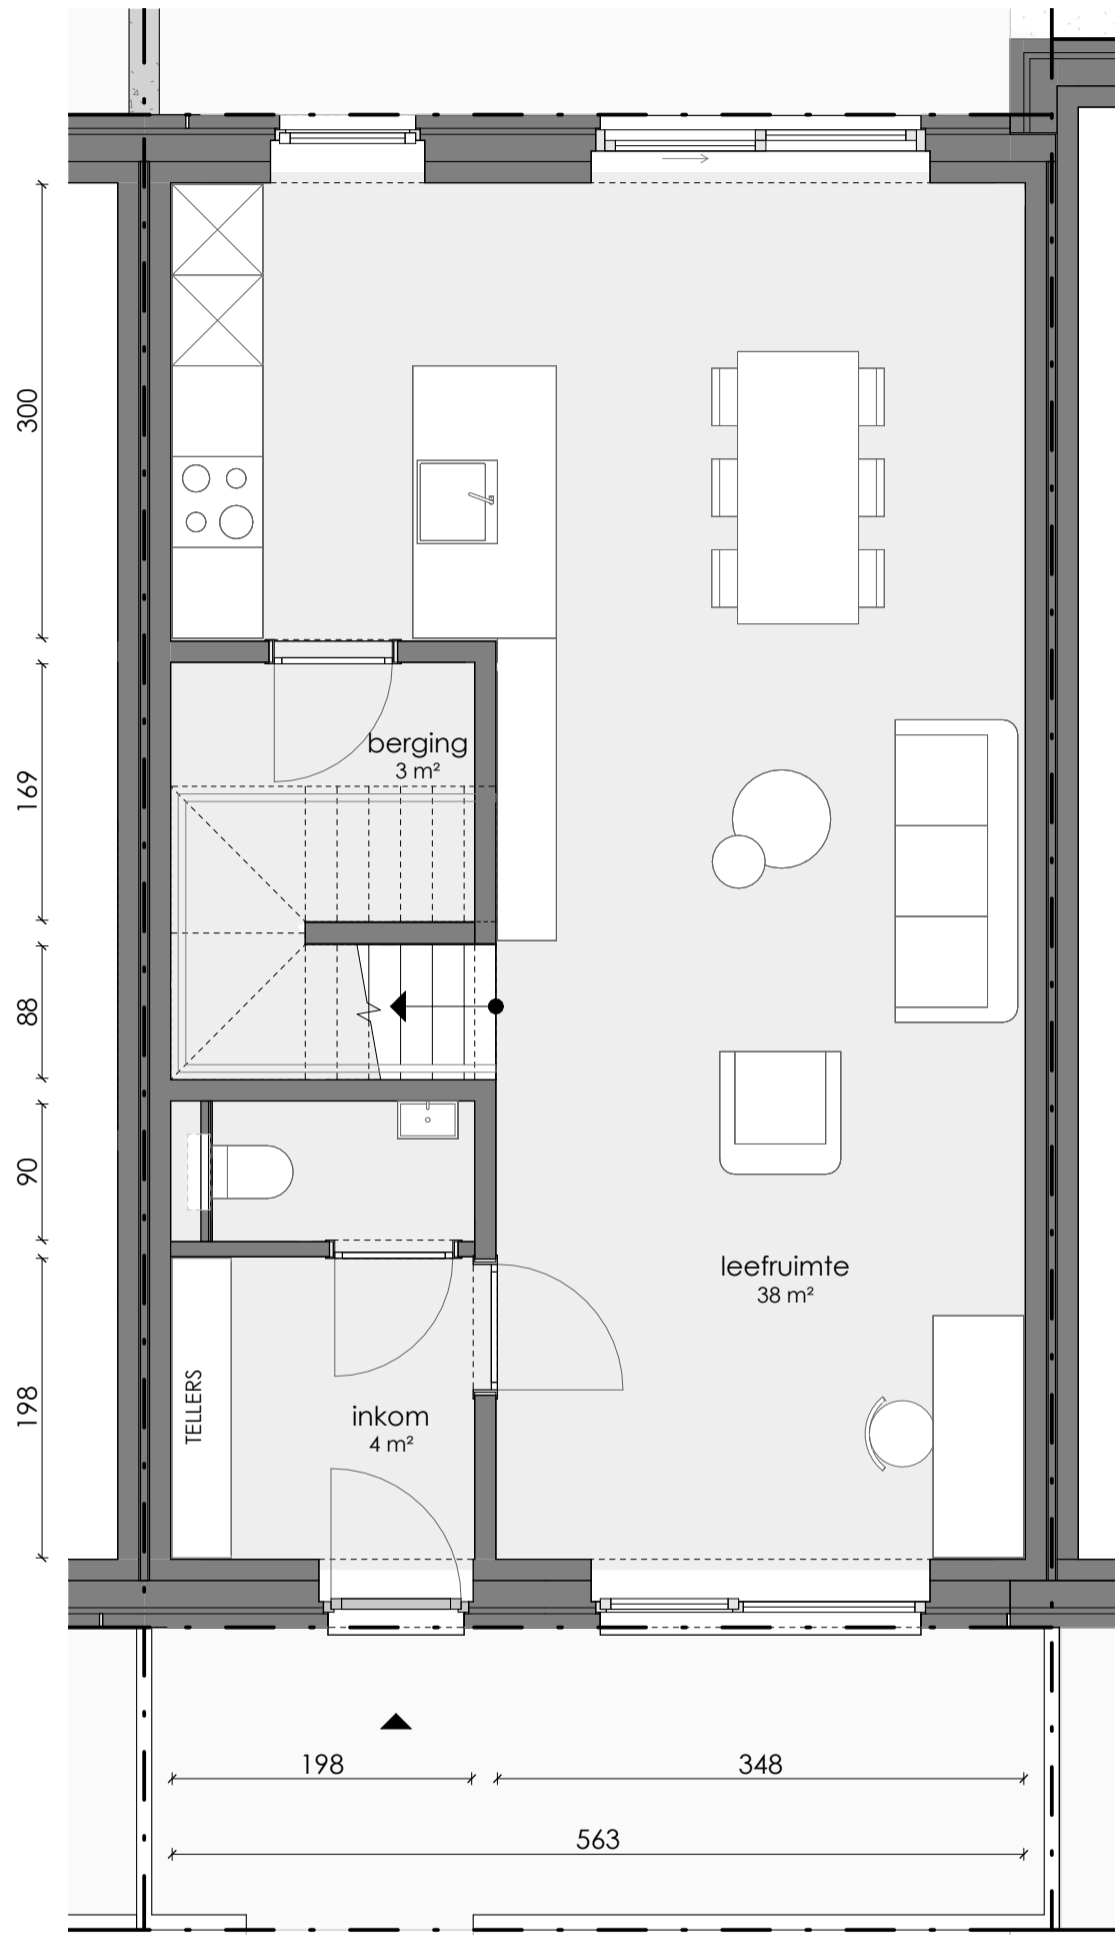 300
berging
3 m²
169
88
90
leefruimte
38 m²
TELLERS
inkom
4 m²
198
198
348
563